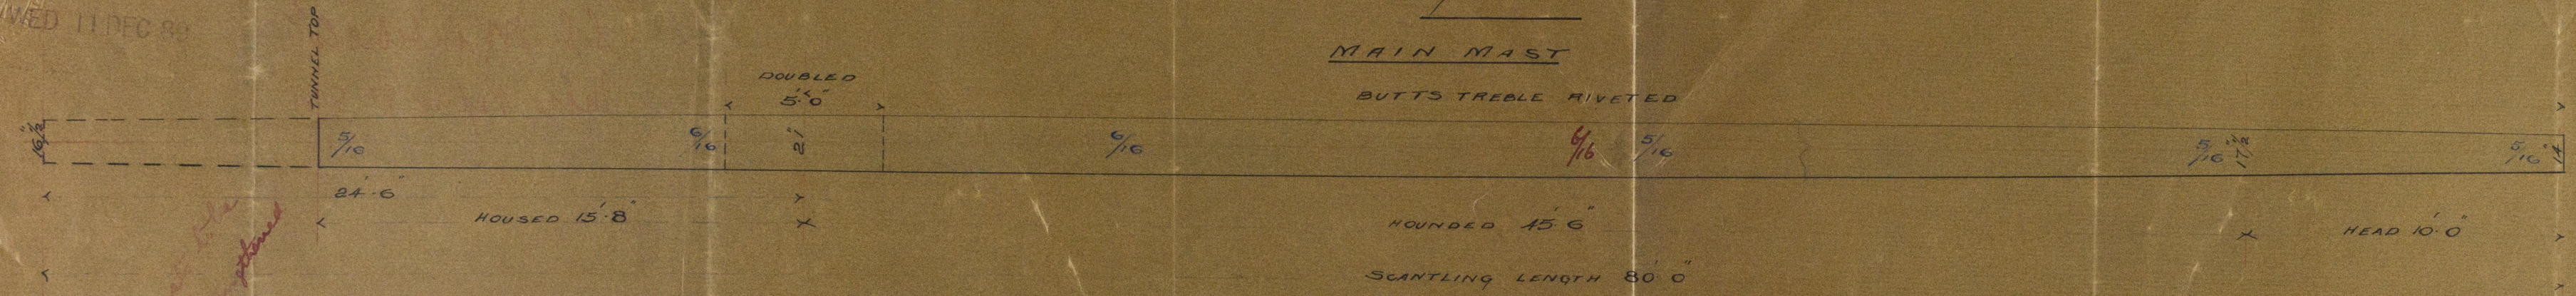 WED 11 DEC 89
TUNNEL TOP
MAIN MAST
BUTTS TREBLE RIVETED
DOUBLED
5'.0"
16½"
5/16
6/16
21"
6/16
6/16
5/16
5/16
17½"
5/16
14"
24'.6"
HOUSED 15'.8"
HOUNDED 45'.6"
HEAD 10'.0"
SCANTLING LENGTH 80'.0"